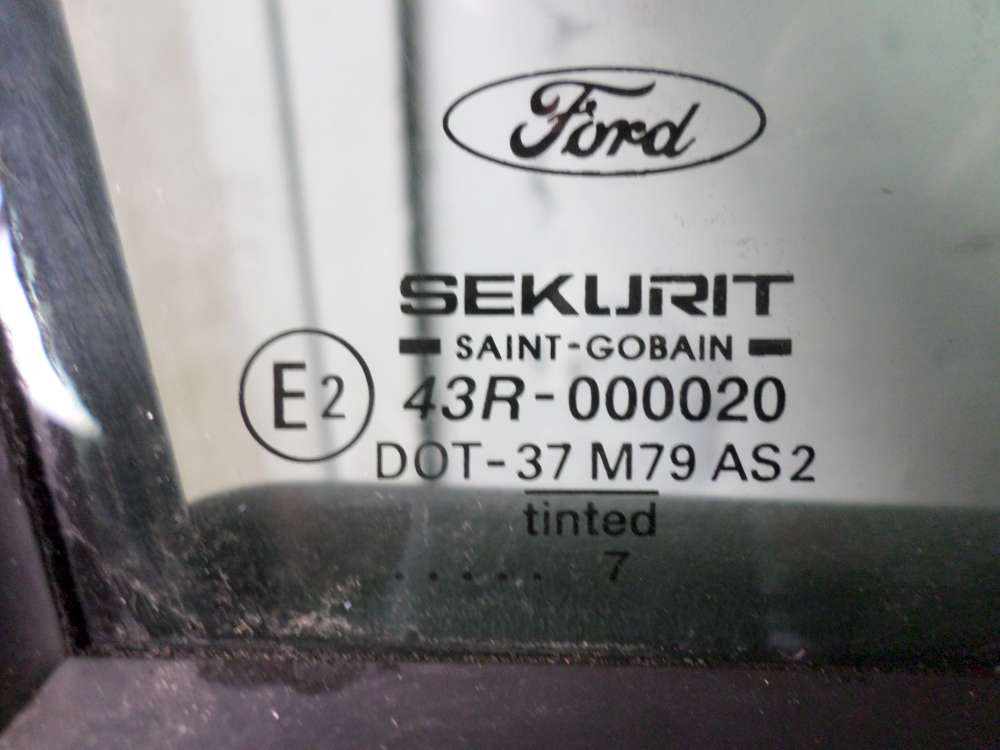 Ford
SEKURIT
SAINT-GOBAIN
E2 43R-000020
DOT-37 M79 AS2
tinted
..... 7